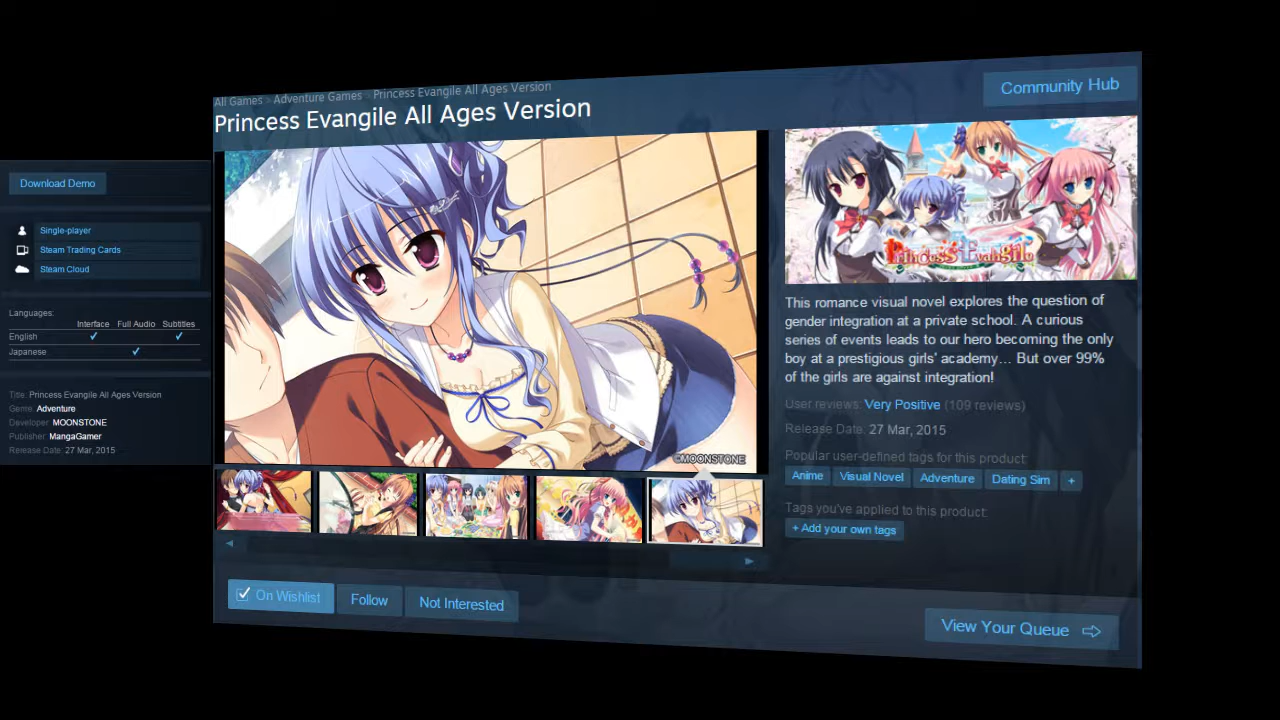 All Games > Adventure Games > Princess Evangile All Ages Version
Princess Evangile All Ages Version
Community Hub
Download Demo
Single-player
Steam Trading Cards
Steam Cloud
Languages:
Interface Full Audio Subtitles
English
Japanese
Title: Princess Evangile All Ages Version
Genre: Adventure
Developer: MOONSTONE
Publisher: MangaGamer
Release Date: 27 Mar, 2015
©MOONSTONE
Princess Evangile
This romance visual novel explores the question of
gender integration at a private school. A curious
series of events leads to our hero becoming the only
boy at a prestigious girls' academy... But over 99%
of the girls are against integration!
User reviews: Very Positive (109 reviews)
Release Date: 27 Mar, 2015
Popular user-defined tags for this product:
Anime Visual Novel Adventure Dating Sim +
Tags you've applied to this product:
+ Add your own tags
On Wishlist Follow Not Interested
View Your Queue